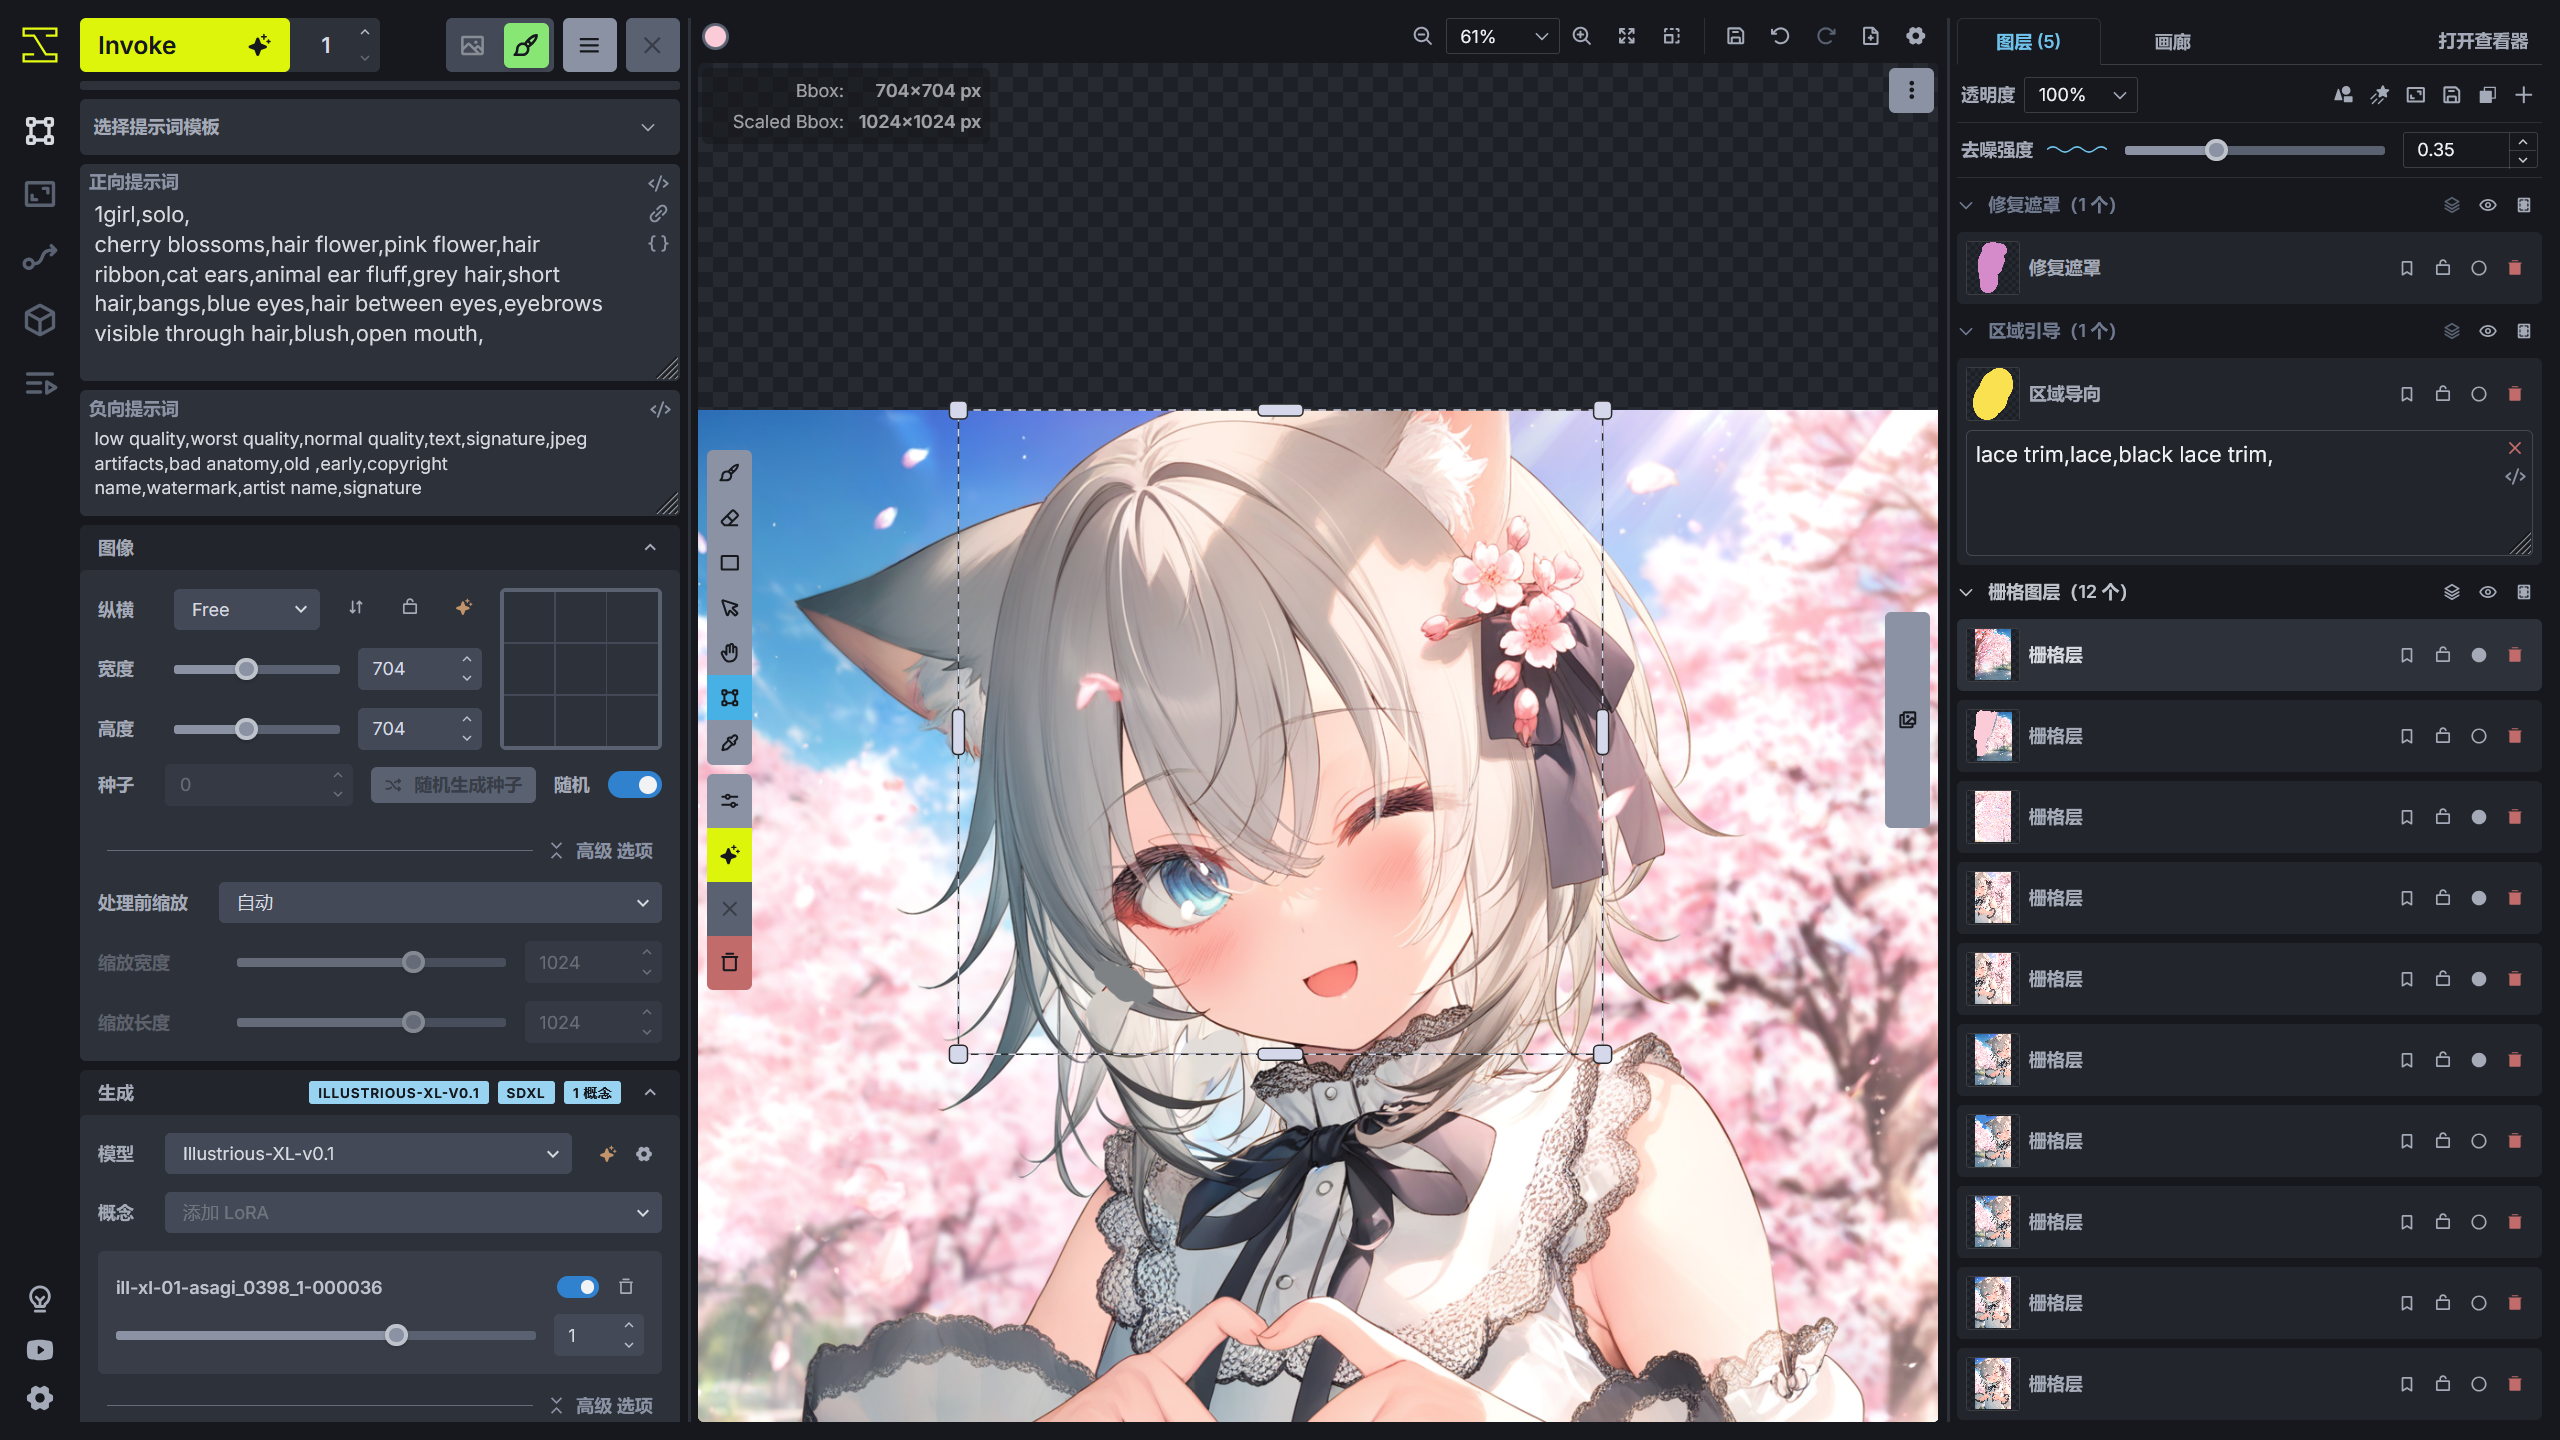 Invoke
1
选择提示词模板
正向提示词
1girl,solo,
cherry blossoms,hair flower,pink flower,hair
ribbon,cat ears,animal ear fluff,grey hair,short
hair,bangs,blue eyes,hair between eyes,eyebrows
visible through hair,blush,open mouth,
负向提示词
low quality,worst quality,normal quality,text,signature,jpeg
artifacts,bad anatomy,old ,early,copyright
name,watermark,artist name,signature
图像
纵横
Free
宽度
704
高度
704
种子
0
随机生成种子
随机
高级 选项
处理前缩放
自动
缩放宽度
1024
缩放长度
1024
生成
ILLUSTRIOUS-XL-V0.1
SDXL
1 概念
模型
Illustrious-XL-v0.1
概念
添加 LoRA
ill-xl-01-asagi_0398_1-000036
1
高级 选项
61%
Bbox: 704×704 px
Scaled Bbox: 1024×1024 px
图层 (5)
画廊
打开查看器
透明度
100%
去噪强度
0.35
修复遮罩 (1 个)
修复遮罩
区域引导 (1 个)
区域导向
lace trim,lace,black lace trim,
栅格图层 (12 个)
栅格层
栅格层
栅格层
栅格层
栅格层
栅格层
栅格层
栅格层
栅格层
栅格层